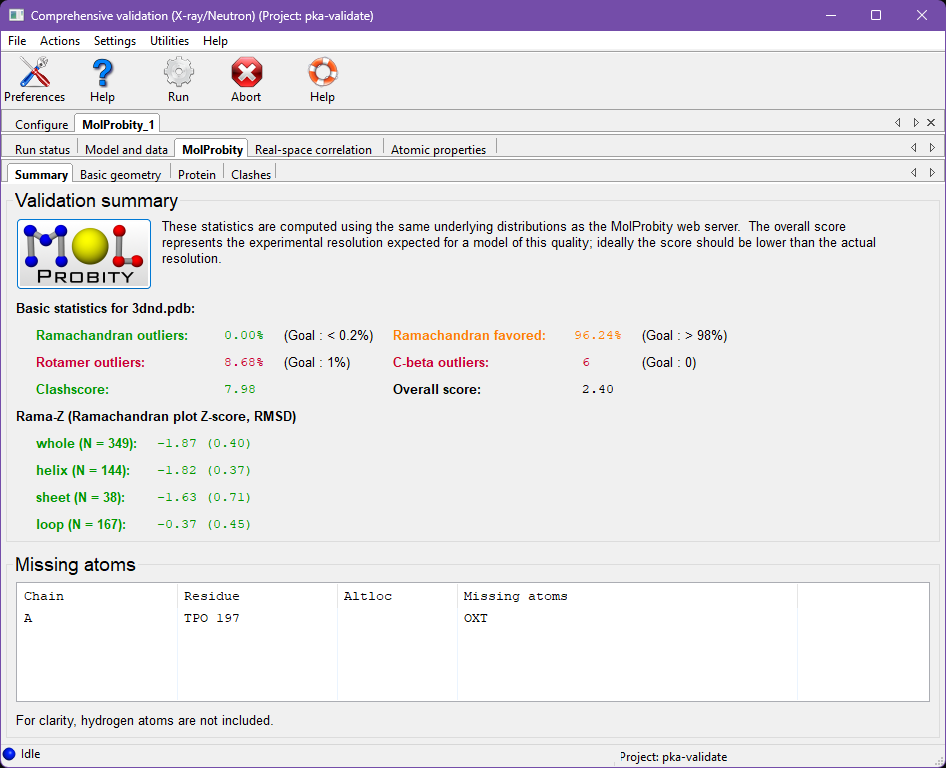 Comprehensive validation (X-ray/Neutron) (Project: pka-validate)
File Actions Settings Utilities Help
Preferences Help Run Abort Help
Configure MolProbity_1
Run status Model and data MolProbity Real-space correlation Atomic properties
Summary Basic geometry Protein Clashes
Validation summary
MOL
PROBITY
These statistics are computed using the same underlying distributions as the MolProbity web server.  The overall score
represents the experimental resolution expected for a model of this quality; ideally the score should be lower than the actual
resolution.
Basic statistics for 3dnd.pdb:
Ramachandran outliers: 0.00% (Goal : < 0.2%) Ramachandran favored: 96.24% (Goal : > 98%)
Rotamer outliers: 8.68% (Goal : 1%) C-beta outliers: 6 (Goal : 0)
Clashscore: 7.98 Overall score: 2.40
Rama-Z (Ramachandran plot Z-score, RMSD)
whole (N = 349): -1.87 (0.40)
helix (N = 144): -1.82 (0.37)
sheet (N = 38): -1.63 (0.71)
loop (N = 167): -0.37 (0.45)
Missing atoms
Chain Residue Altloc Missing atoms
A TPO 197 OXT
For clarity, hydrogen atoms are not included.
Idle Project: pka-validate